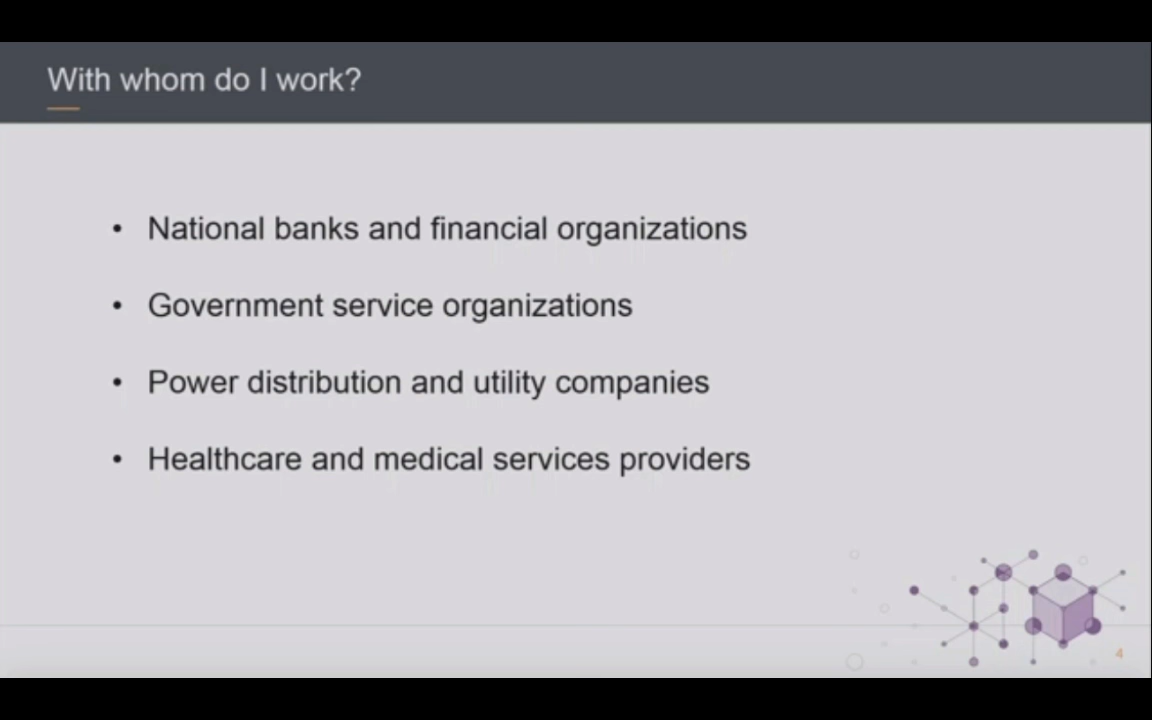 With whom do I work?
• National banks and financial organizations
• Government service organizations
• Power distribution and utility companies
• Healthcare and medical services providers
4